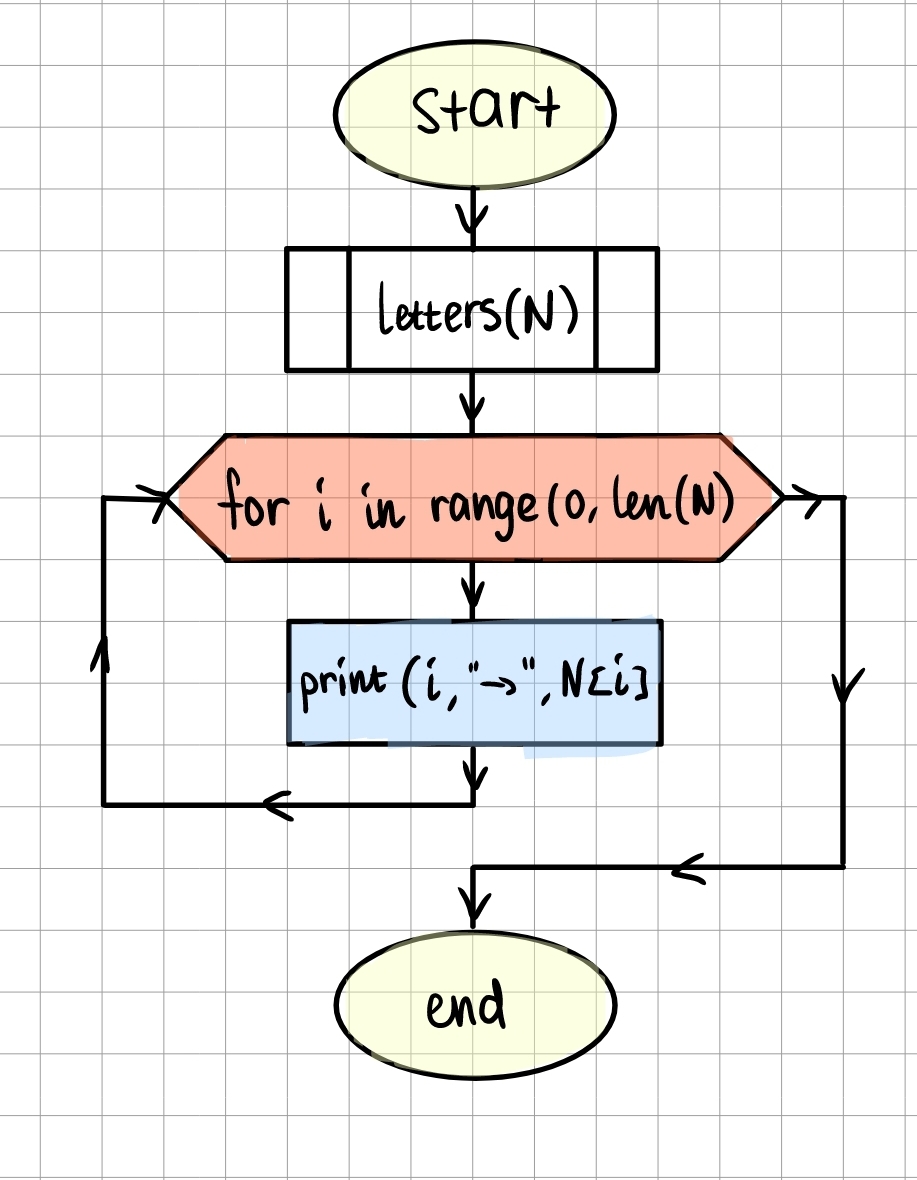 start
letters(N)
for i in range(0, len(N)
print (i, "→", N[i]
end